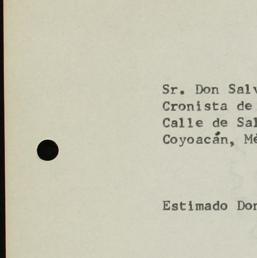 Sr. Don Salv
Cronista de
Calle de Sal
Coyoacán, Mé
Estimado Don